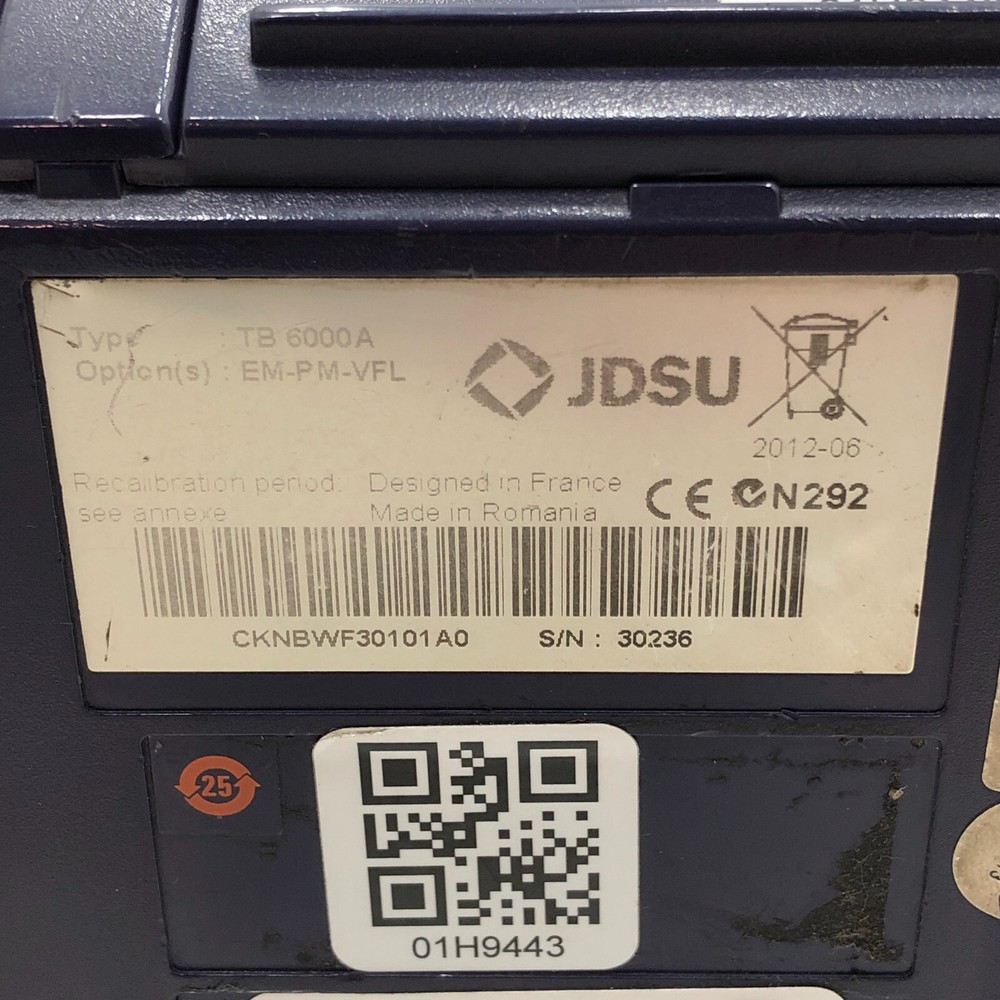 Type : TB 6000A
Option(s) : EM-PM-VFL
JDSU
2012-06
Recalibration period: Designed in France
see annexe Made in Romania
CE N292
CKNBWF30101A0 S/N : 30236
25
01H9443